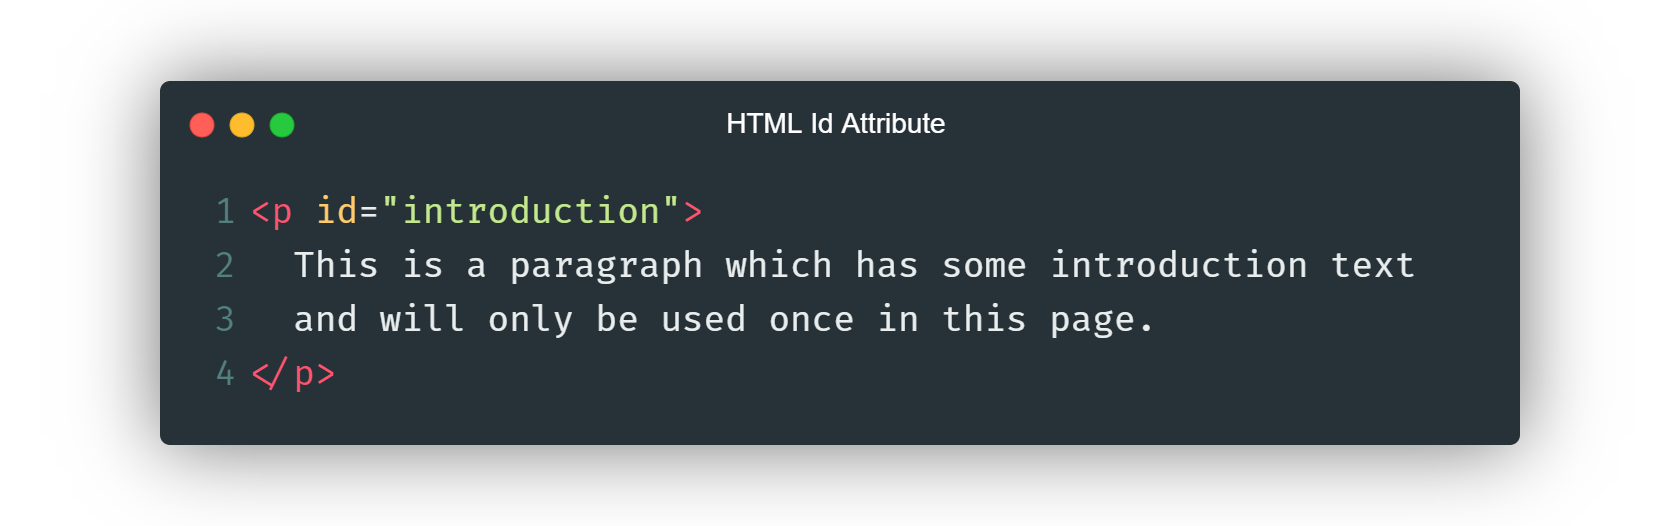 HTML Id Attribute
1 <p id="introduction">
2   This is a paragraph which has some introduction text
3   and will only be used once in this page.
4 </p>